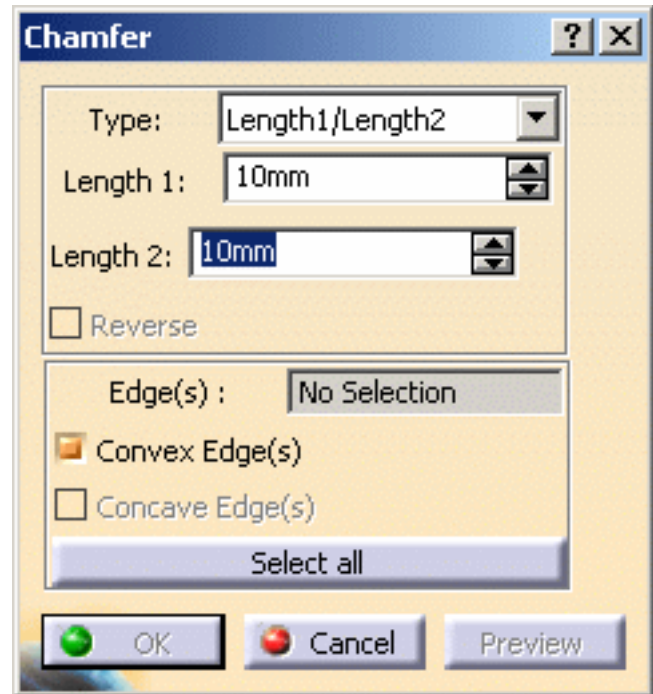 Chamfer
Type: Length1/Length2
Length 1: 10mm
Length 2: 10mm
Reverse
Edge(s) : No Selection
Convex Edge(s)
Concave Edge(s)
Select all
OK Cancel Preview